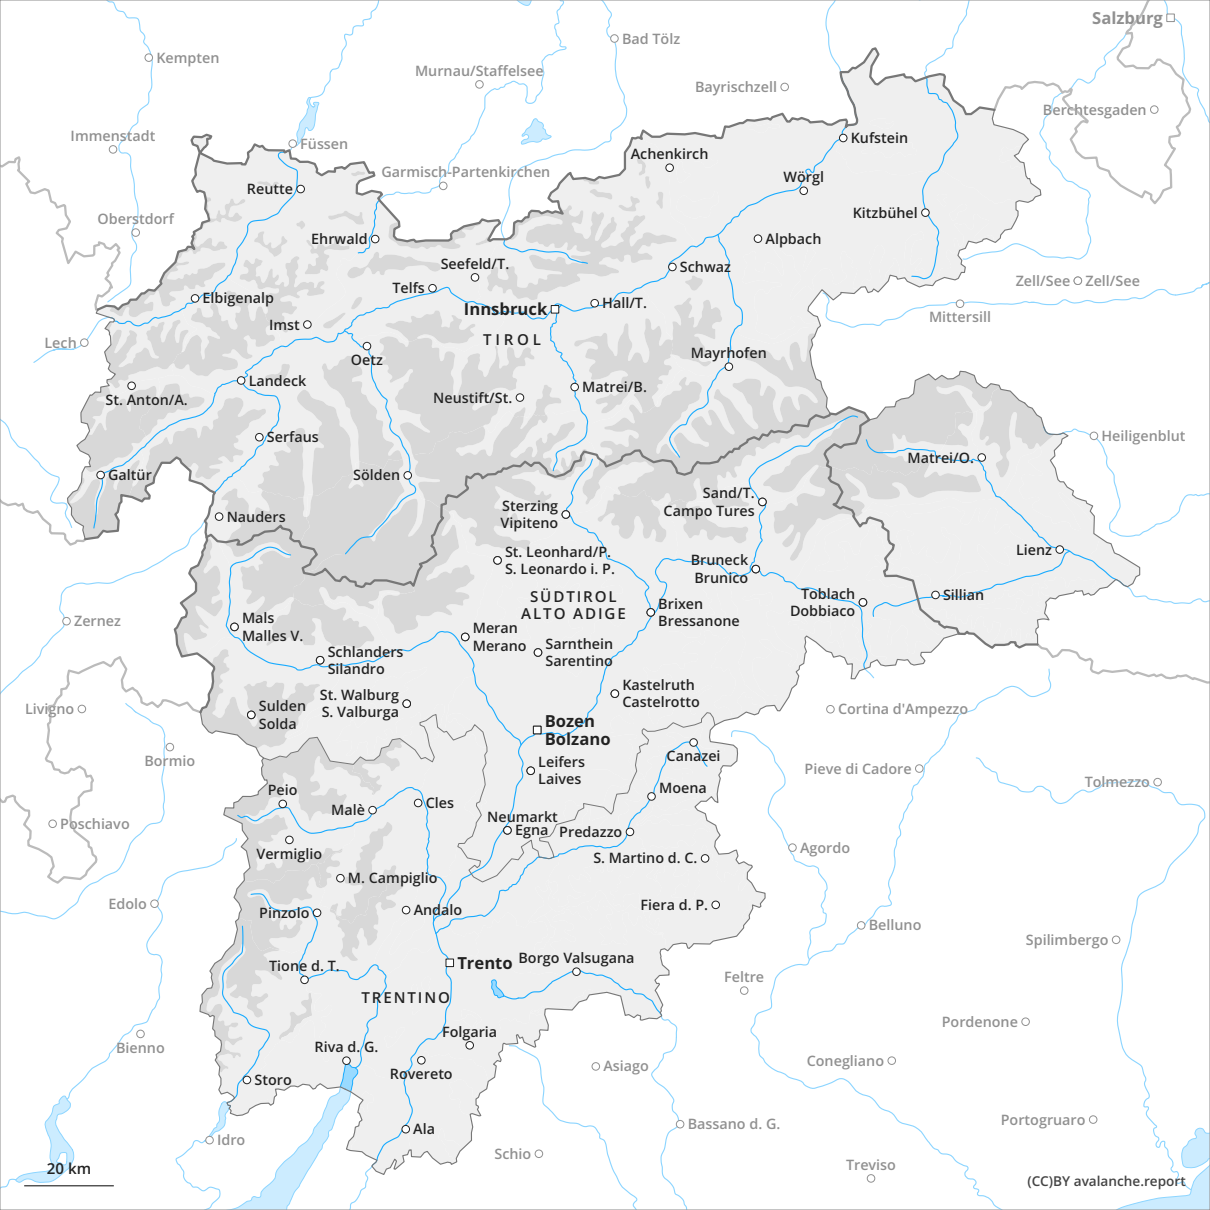 Salzburg
Bad Tölz
Kempten
Murnau/Staffelsee
Bayrischzell
Berchtesgaden
Immenstadt
Kufstein
Füssen
Achenkirch
Garmisch-Partenkirchen
Wörgl
Reutte
Oberstdorf
Kitzbühel
Ehrwald
Alpbach
Seefeld/T.
Schwaz
Zell/See
Zell/See
Telfs
Elbigenalp
Hall/T.
Innsbruck
Mittersill
Imst
TIROL
Lech
Mayrhofen
Oetz
Landeck
Matrei/B.
St. Anton/A.
Neustift/St.
Serfaus
Heiligenblut
Matrei/O.
Galtür
Sölden
Sand/T.
Campo Tures
Sterzing
Vipiteno
Nauders
St. Leonhard/P.
S. Leonardo i. P.
Lienz
Bruneck
Brunico
SÜDTIROL
ALTO ADIGE
Toblach
Dobbiaco
Sillian
Brixen
Bressanone
Zernez
Mals
Malles V.
Meran
Merano
Sarnthein
Sarentino
Schlanders
Silandro
Kastelruth
Castelrotto
St. Walburg
S. Valburga
Livigno
Sulden
Solda
Cortina d'Ampezzo
Bozen
Bolzano
Bormio
Canazei
Leifers
Laives
Pieve di Cadore
Tolmezzo
Peio
Moena
Malè
Cles
Neumarkt
Egna
Predazzo
Poschiavo
Vermiglio
Agordo
S. Martino d. C.
M. Campiglio
Edolo
Pinzolo
Andalo
Fiera d. P.
Belluno
Spilimbergo
Borgo Valsugana
Trento
Tione d. T.
Feltre
TRENTINO
Pordenone
Folgaria
Bienno
Riva d. G.
Conegliano
Asiago
Rovereto
Storo
Portogruaro
Bassano d. G.
Ala
Idro
Schio
Treviso
20 km
(CC)BY avalanche.report